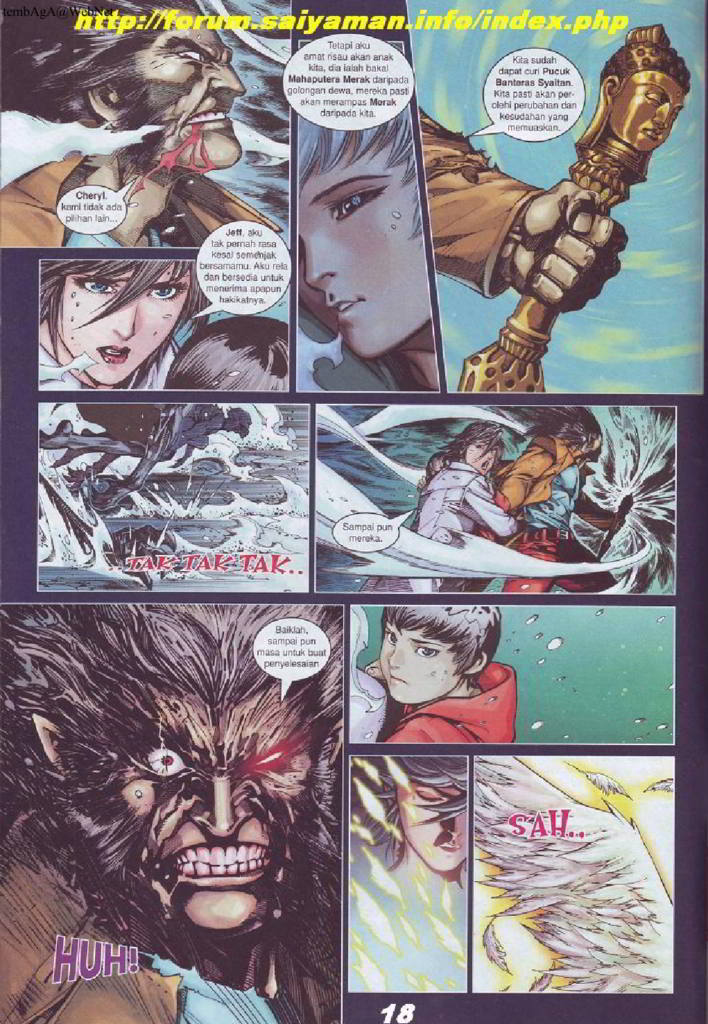 tembAgA@WebNet
http://forum.saiyaman.info/index.php
Cheryl,
kami tidak ada
pilihan lain...
Tetapi aku
amat risau akan anak
kita, dia ialah bakal
Mahaputera Merak daripada
golongan dewa, mereka pasti
akan merampas Merak
daripada kita.
Kita sudah
dapat curi Pucuk
Banteras Syaitan.
Kita pasti akan per-
olehi perubahan dan
kesudahan yang
memuaskan.
Jeff, aku
tak pernah rasa
kesal semenjak
bersamamu. Aku rela
dan bersedia untuk
menerima apapun
hakikatnya.
TAK TAK TAK..
Sampai pun
mereka.
Baiklah,
sampai pun
masa untuk buat
penyelesaian
HUH!
SAH..
18